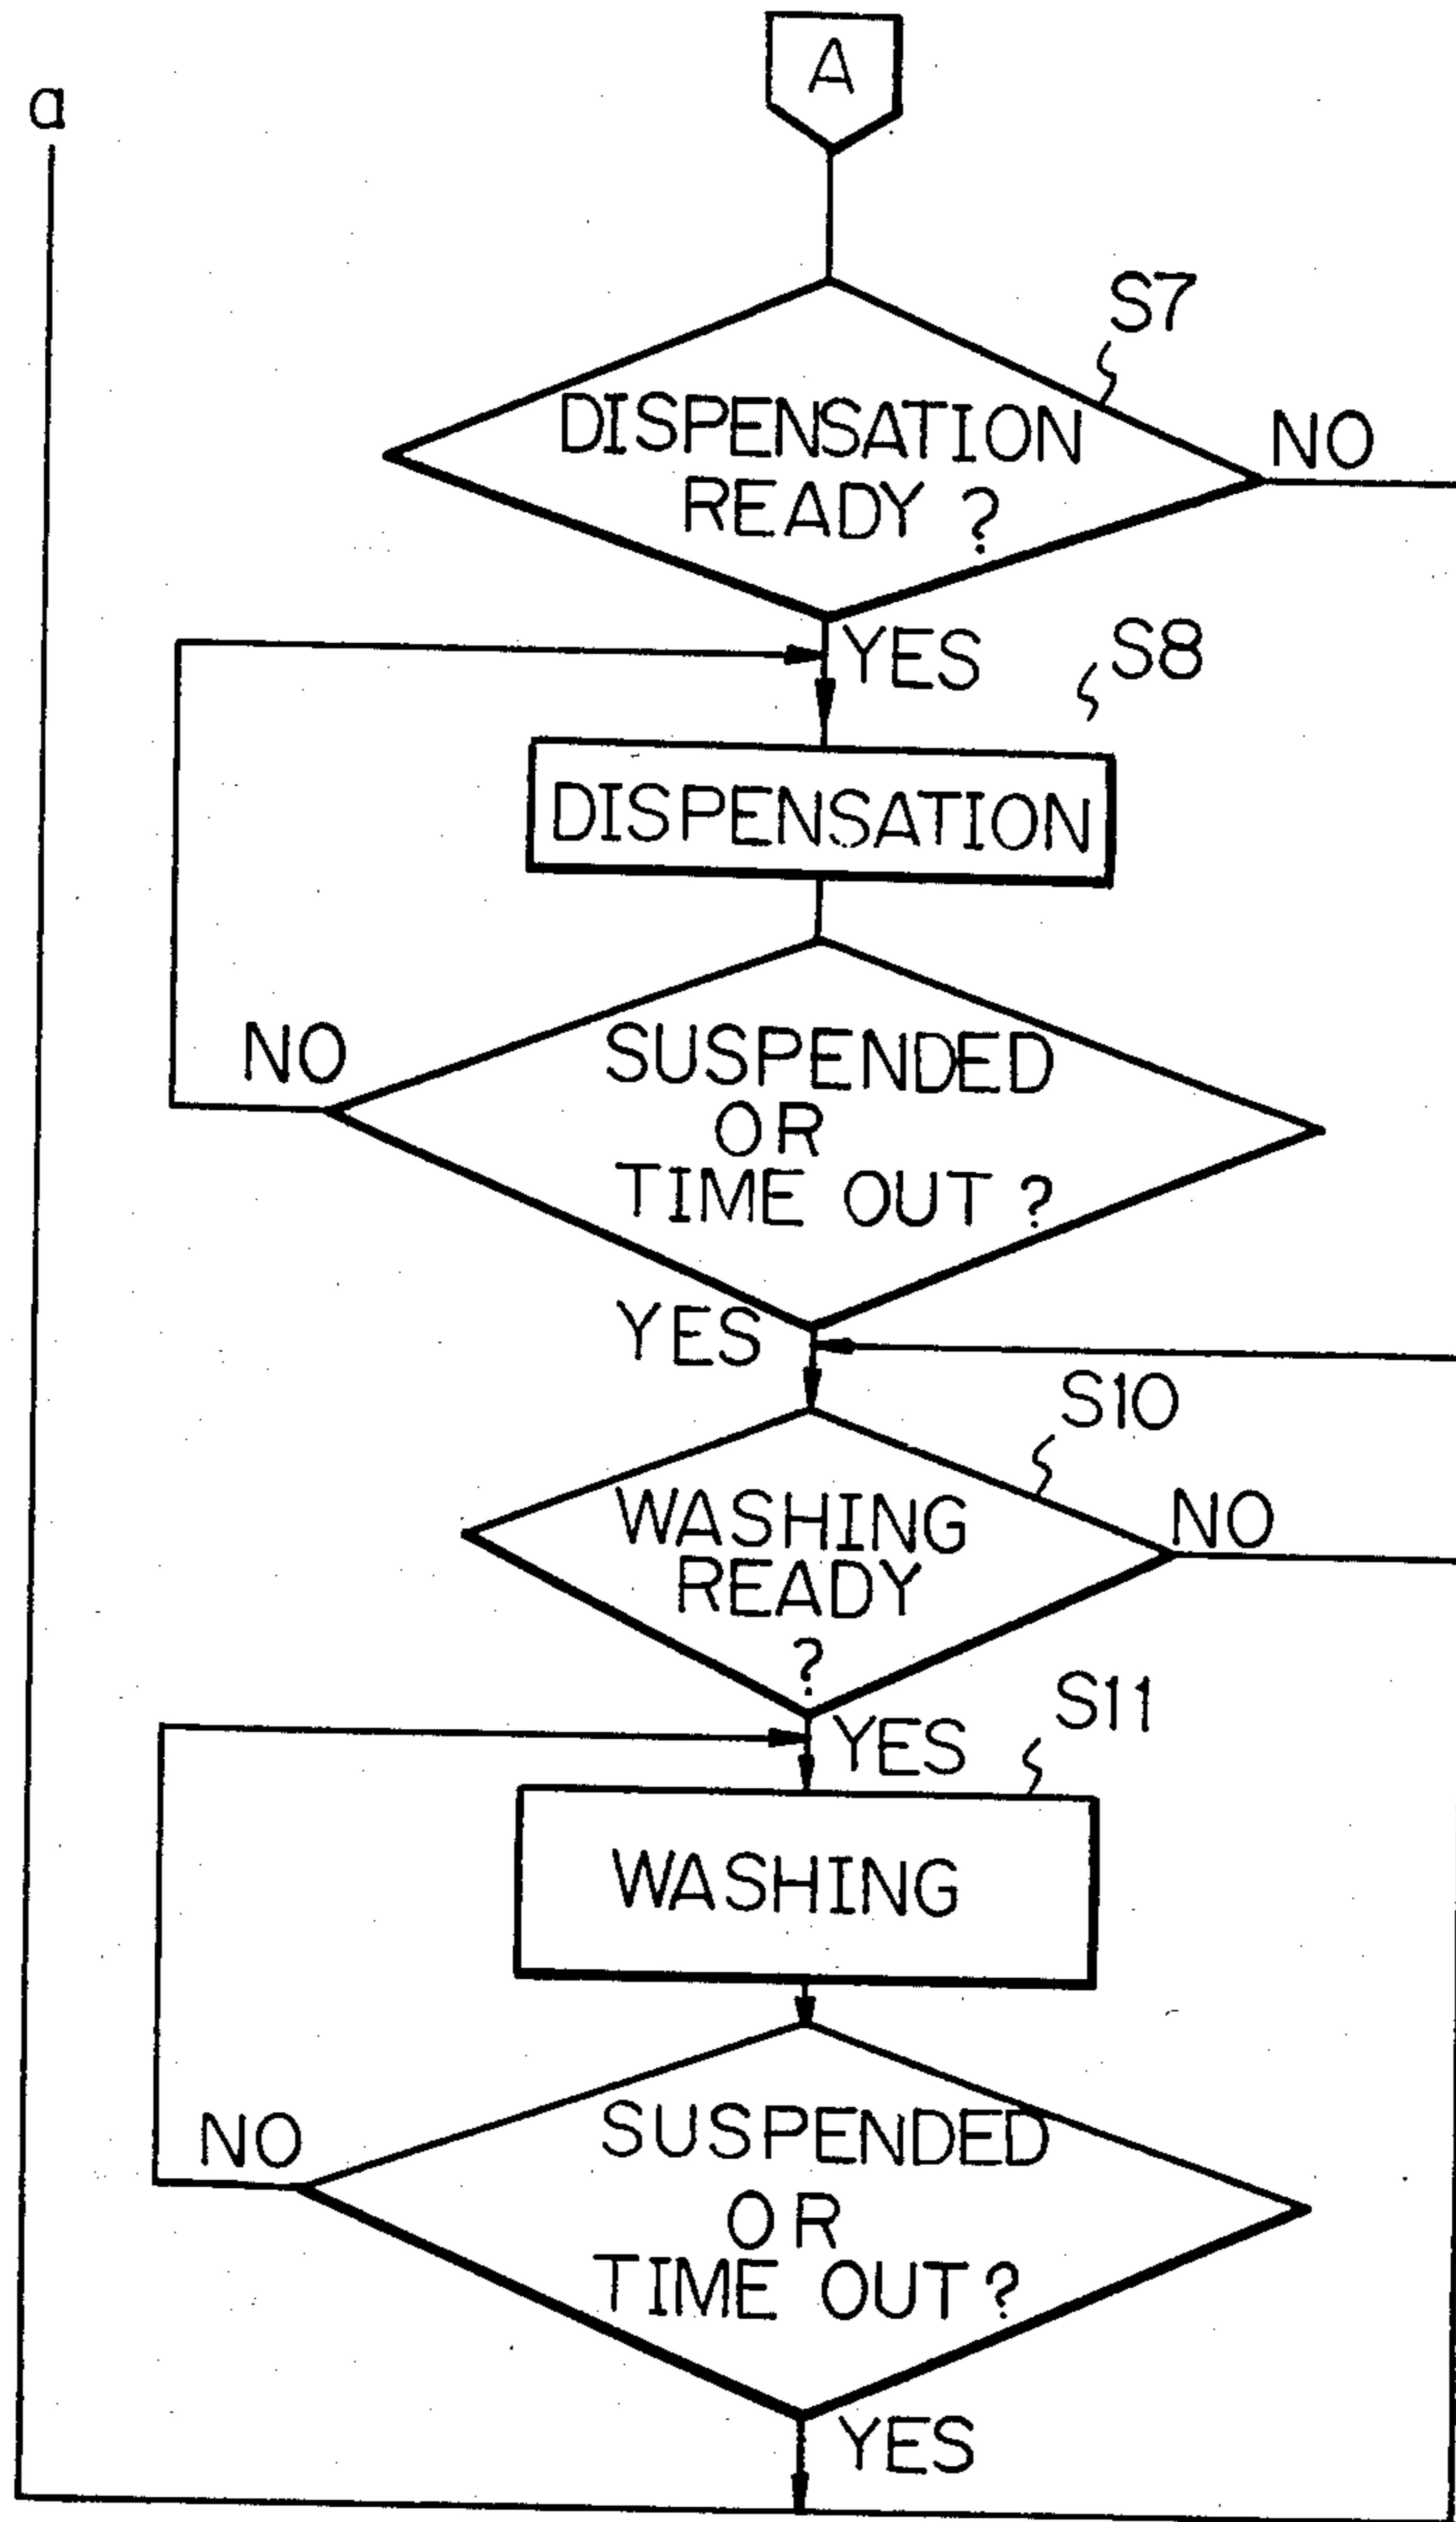 A
a
S7
DISPENSATION
READY ?
NO
YES
S8
DISPENSATION
SUSPENDED
OR
TIME OUT ?
NO
YES
S10
WASHING
READY
?
NO
YES
S11
WASHING
SUSPENDED
OR
TIME OUT ?
NO
YES